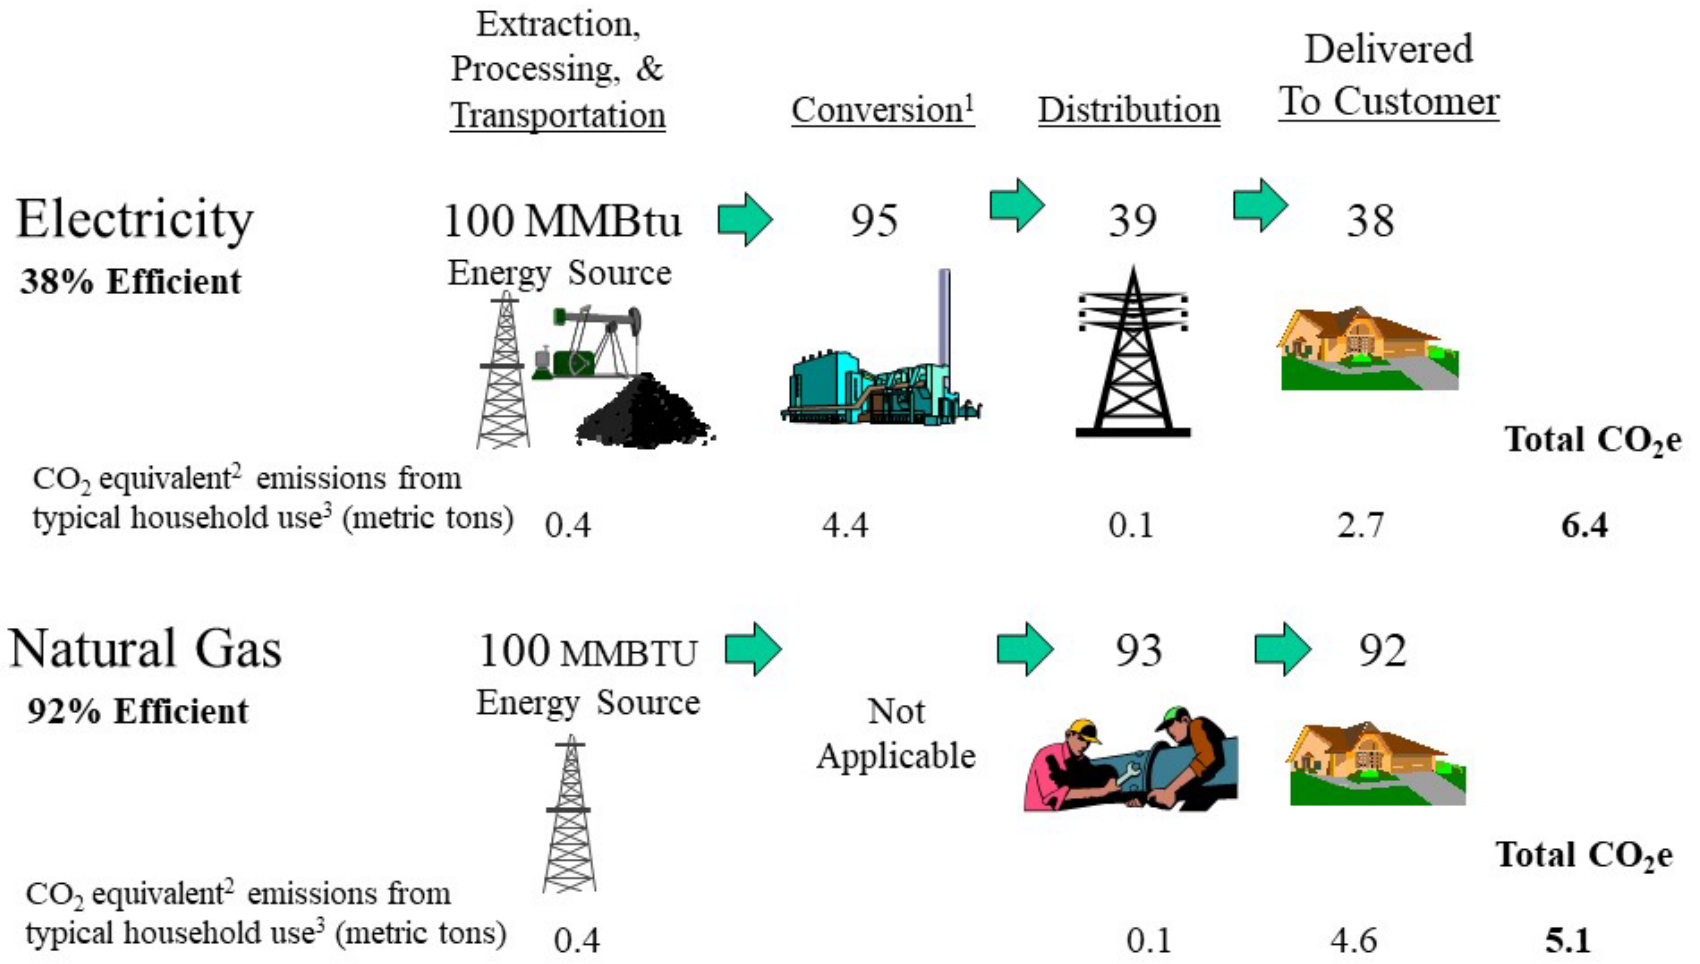 Extraction,
Processing, &
Transportation
Conversion¹
Distribution
Delivered
To Customer
Electricity
38% Efficient
100 MMBtu
Energy Source
95
39
38
Total CO₂e
CO₂ equivalent² emissions from
typical household use³ (metric tons)
0.4
4.4
0.1
2.7
6.4
Natural Gas
92% Efficient
100 MMBTU
Energy Source
Not
Applicable
93
92
Total CO₂e
CO₂ equivalent² emissions from
typical household use³ (metric tons)
0.4
0.1
4.6
5.1